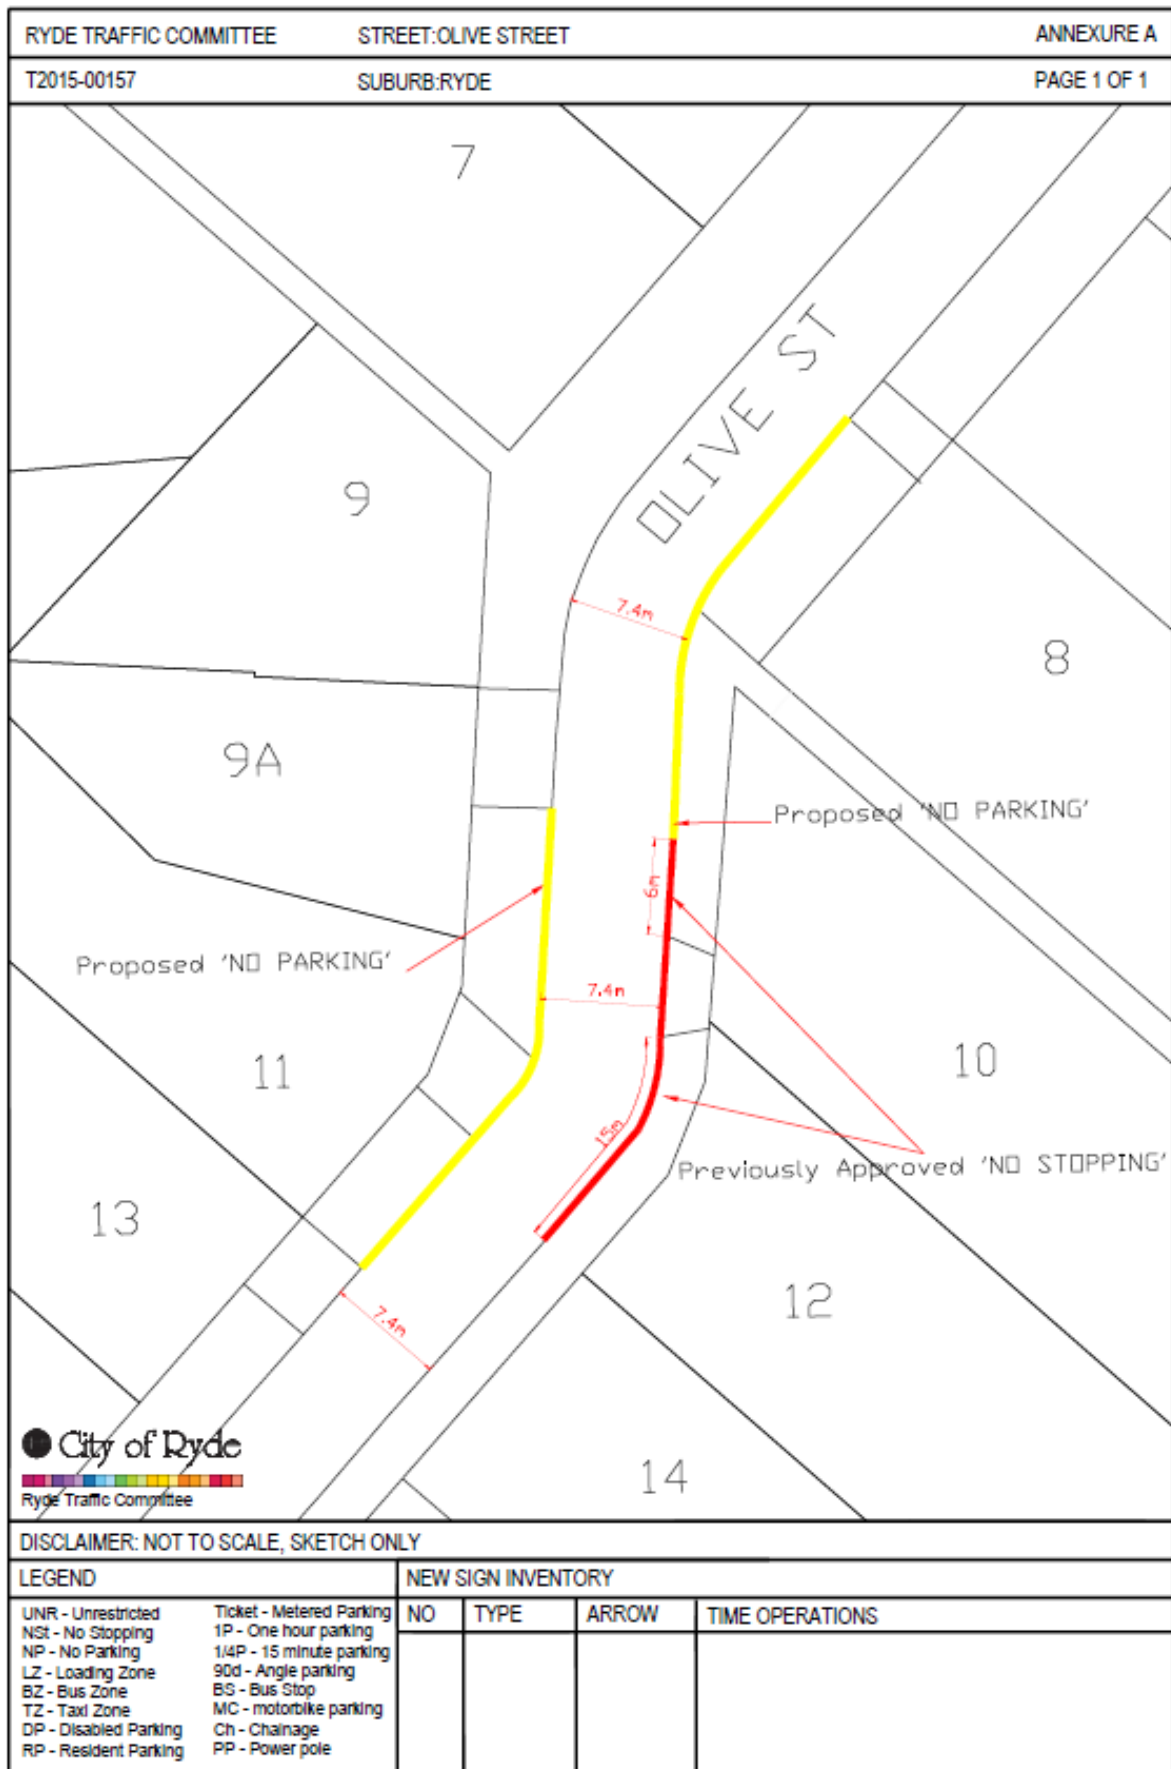 RYDE TRAFFIC COMMITTEE STREET:OLIVE STREET ANNEXURE A
T2015-00157 SUBURB:RYDE PAGE 1 OF 1
7
OLIVE ST
9
7.4m
8
9A
Proposed 'NO PARKING'
6m
Proposed 'NO PARKING'
7.4m
11
10
15m
Previously Approved 'NO STOPPING'
13
12
7.4m
14
City of Ryde
Ryde Traffic Committee
DISCLAIMER: NOT TO SCALE, SKETCH ONLY
LEGEND
UNR - Unrestricted
NSt - No Stopping
NP - No Parking
LZ - Loading Zone
BZ - Bus Zone
TZ - Taxi Zone
DP - Disabled Parking
RP - Resident Parking
Ticket - Metered Parking
1P - One hour parking
1/4P - 15 minute parking
90d - Angle parking
BS - Bus Stop
MC - motorbike parking
Ch - Chainage
PP - Power pole
NEW SIGN INVENTORY
NO TYPE ARROW TIME OPERATIONS